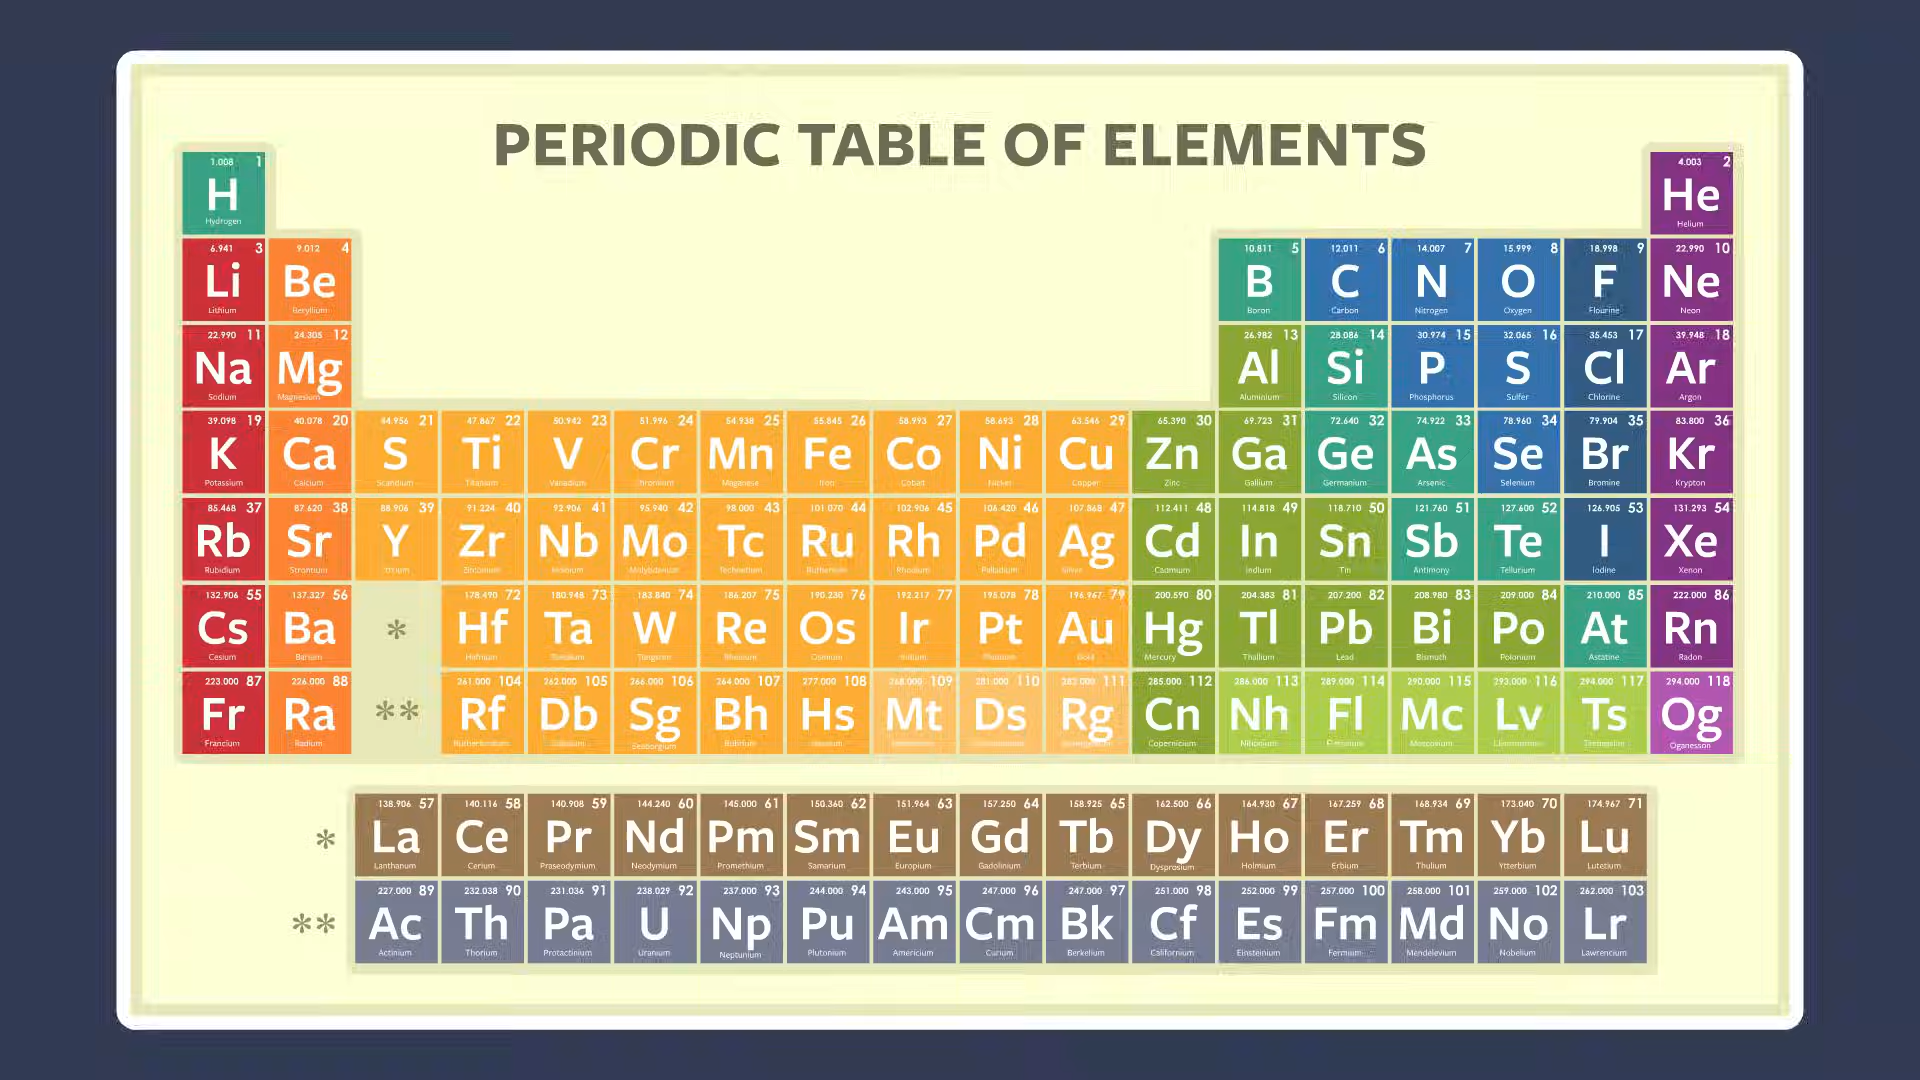 PERIODIC TABLE OF ELEMENTS
1.008 1 4.003 2
H He
Hydrogen Helium
6.941 3 9.012 4 10.811 5 12.011 6 14.007 7 15.999 8 18.998 9 22.990 10
Li Be B C N O F Ne
Lithium Beryllium Boron Carbon Nitrogen Oxygen Flourine Neon
22.990 11 24.305 12 26.982 13 28.086 14 30.974 15 32.065 16 35.453 17 39.948 18
Na Mg Al Si P S Cl Ar
Sodium Magnesium Aluminium Silicon Phosphorus Sulfer Chlorine Argon
39.098 19 40.078 20 44.956 21 47.867 22 50.942 23 51.996 24 54.938 25 55.845 26 58.993 27 58.693 28 63.546 29 65.390 30 69.723 31 72.640 32 74.922 33 78.960 34 79.904 35 83.800 36
K Ca S Ti V Cr Mn Fe Co Ni Cu Zn Ga Ge As Se Br Kr
Potassium Calcium Scandium Titanium Vanadium Cobalt Copper Zinc Gallium Germanium Arsenic Selenium Bromine Krypton
85.468 37 87.620 38 88.906 39 91.224 40 92.906 41 95.940 42 98.000 43 101.070 44 102.906 45 106.420 46 107.868 47 112.411 48 114.818 49 118.710 50 121.760 51 127.600 52 126.905 53 131.293 54
Rb Sr Y Zr Nb Mo Tc Ru Rh Pd Ag Cd In Sn Sb Te I Xe
Rubidium Strontium Technetium Rhodium Cadmium Indium Tin Antimony Tellurium Iodine Xenon
132.906 55 137.327 56 178.490 72 180.948 73 183.840 74 186.207 75 190.230 76 192.217 77 195.078 78 196.967 79 200.590 80 204.383 81 207.200 82 208.980 83 209.000 84 210.000 85 222.000 86
Cs Ba * Hf Ta W Re Os Ir Pt Au Hg Tl Pb Bi Po At Rn
Cesium Barium Hafnium Osmium Mercury Thallium Lead Bismuth Polonium Astatine Radon
223.000 87 226.000 88 261.000 104 262.000 105 266.000 106 264.000 107 277.000 108 268.000 109 281.000 110 282.000 111 285.000 112 286.000 113 289.000 114 290.000 115 293.000 116 294.000 117 294.000 118
Fr Ra ** Rf Db Sg Bh Hs Mt Ds Rg Cn Nh Fl Mc Lv Ts Og
Francium Radium Seaborgium Copernicium Oganesson
138.906 57 140.116 58 140.908 59 144.240 60 145.000 61 150.360 62 151.964 63 157.250 64 158.925 65 162.500 66 164.930 67 167.259 68 168.934 69 173.040 70 174.967 71
* La Ce Pr Nd Pm Sm Eu Gd Tb Dy Ho Er Tm Yb Lu
Lanthanum Cerium Praseodymium Neodymium Promethium Samarium Europium Gadolinium Terbium Dysprosium Holmium Erbium Thulium Ytterbium Lutetium
227.000 89 232.038 90 231.036 91 238.029 92 237.000 93 244.000 94 243.000 95 247.000 96 247.000 97 251.000 98 252.000 99 257.000 100 258.000 101 259.000 102 262.000 103
** Ac Th Pa U Np Pu Am Cm Bk Cf Es Fm Md No Lr
Actinium Thorium Protactinium Uranium Neptunium Plutonium Americium Curium Berkelium Californium Einsteinium Fermium Mendelevium Nobelium Lawrencium